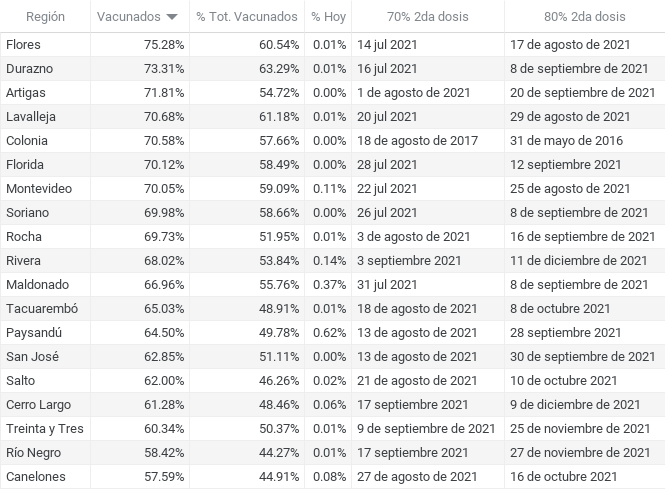 Región Vacunados % Tot. Vacunados % Hoy 70% 2da dosis 80% 2da dosis
Flores 75.28% 60.54% 0.01% 14 jul 2021 17 de agosto de 2021
Durazno 73.31% 63.29% 0.01% 16 jul 2021 8 de septiembre de 2021
Artigas 71.81% 54.72% 0.00% 1 de agosto de 2021 20 de septiembre de 2021
Lavalleja 70.68% 61.18% 0.01% 20 jul 2021 29 de agosto de 2021
Colonia 70.58% 57.66% 0.00% 18 de agosto de 2017 31 de mayo de 2016
Florida 70.12% 58.49% 0.00% 28 jul 2021 12 septiembre 2021
Montevideo 70.05% 59.09% 0.11% 22 jul 2021 25 de agosto de 2021
Soriano 69.98% 58.66% 0.00% 26 jul 2021 8 de septiembre de 2021
Rocha 69.73% 51.95% 0.01% 3 de agosto de 2021 16 de septiembre de 2021
Rivera 68.02% 53.84% 0.14% 3 septiembre 2021 11 de diciembre de 2021
Maldonado 66.96% 55.76% 0.37% 31 jul 2021 8 de septiembre de 2021
Tacuarembó 65.03% 48.91% 0.01% 18 de agosto de 2021 8 de octubre 2021
Paysandú 64.50% 49.78% 0.62% 13 de agosto de 2021 28 septiembre 2021
San José 62.85% 51.11% 0.00% 13 de agosto de 2021 30 de septiembre de 2021
Salto 62.00% 46.26% 0.02% 21 de agosto de 2021 10 de octubre 2021
Cerro Largo 61.28% 48.46% 0.06% 17 septiembre 2021 9 de diciembre de 2021
Treinta y Tres 60.34% 50.37% 0.01% 9 de septiembre de 2021 25 de noviembre de 2021
Río Negro 58.42% 44.27% 0.01% 17 septiembre 2021 27 de noviembre de 2021
Canelones 57.59% 44.91% 0.08% 27 de agosto de 2021 16 de octubre 2021